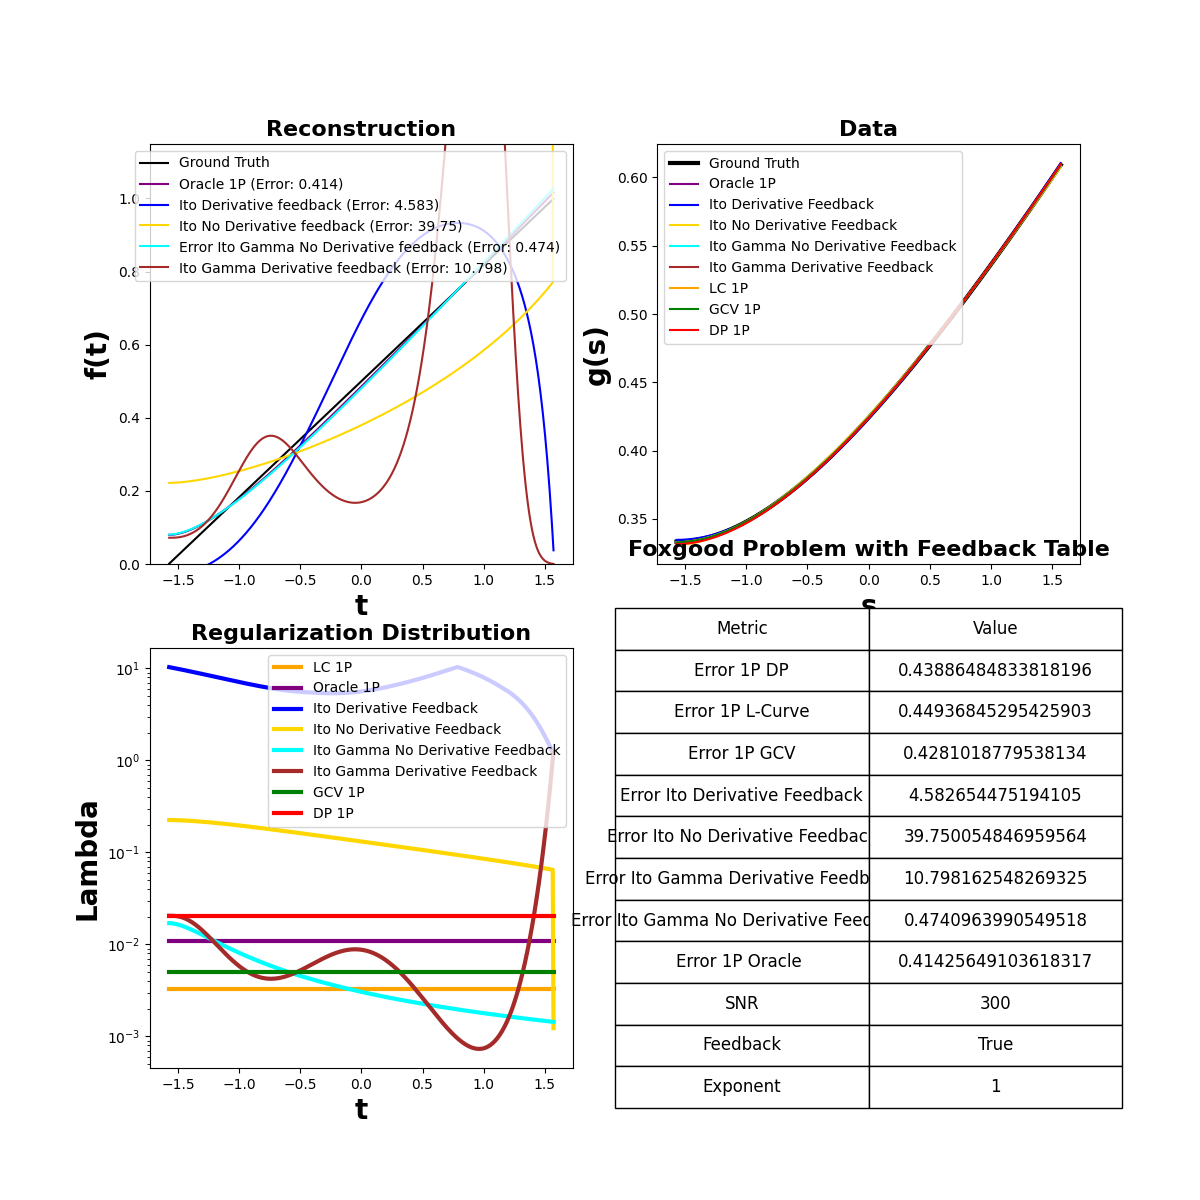 Reconstruction
Ground Truth
Oracle 1P (Error: 0.414)
Ito Derivative feedback (Error: 4.583)
Ito No Derivative feedback (Error: 39.75)
Error Ito Gamma No Derivative feedback (Error: 0.474)
Ito Gamma Derivative feedback (Error: 10.798)
1.0
0.8
0.6
0.4
0.2
0.0
f(t)
−1.5 −1.0 −0.5 0.0 0.5 1.0 1.5
t
Data
Ground Truth
Oracle 1P
Ito Derivative Feedback
Ito No Derivative Feedback
Ito Gamma No Derivative Feedback
Ito Gamma Derivative Feedback
LC 1P
GCV 1P
DP 1P
0.60
0.55
0.50
0.45
0.40
0.35
g(s)
−1.5 −1.0 −0.5 0.0 0.5 1.0 1.5
s
Regularization Distribution
LC 1P
Oracle 1P
Ito Derivative Feedback
Ito No Derivative Feedback
Ito Gamma No Derivative Feedback
Ito Gamma Derivative Feedback
GCV 1P
DP 1P
10¹
10⁰
10⁻¹
10⁻²
10⁻³
Lambda
−1.5 −1.0 −0.5 0.0 0.5 1.0 1.5
t
Foxgood Problem with Feedback Table
Metric Value
Error 1P DP 0.43886484833818196
Error 1P L-Curve 0.44936845295425903
Error 1P GCV 0.4281018779538134
Error Ito Derivative Feedback 4.582654475194105
Error Ito No Derivative Feedbac 39.750054846959564
Error Ito Gamma Derivative Feedb 10.798162548269325
Error Ito Gamma No Derivative Feed 0.4740963990549518
Error 1P Oracle 0.41425649103618317
SNR 300
Feedback True
Exponent 1